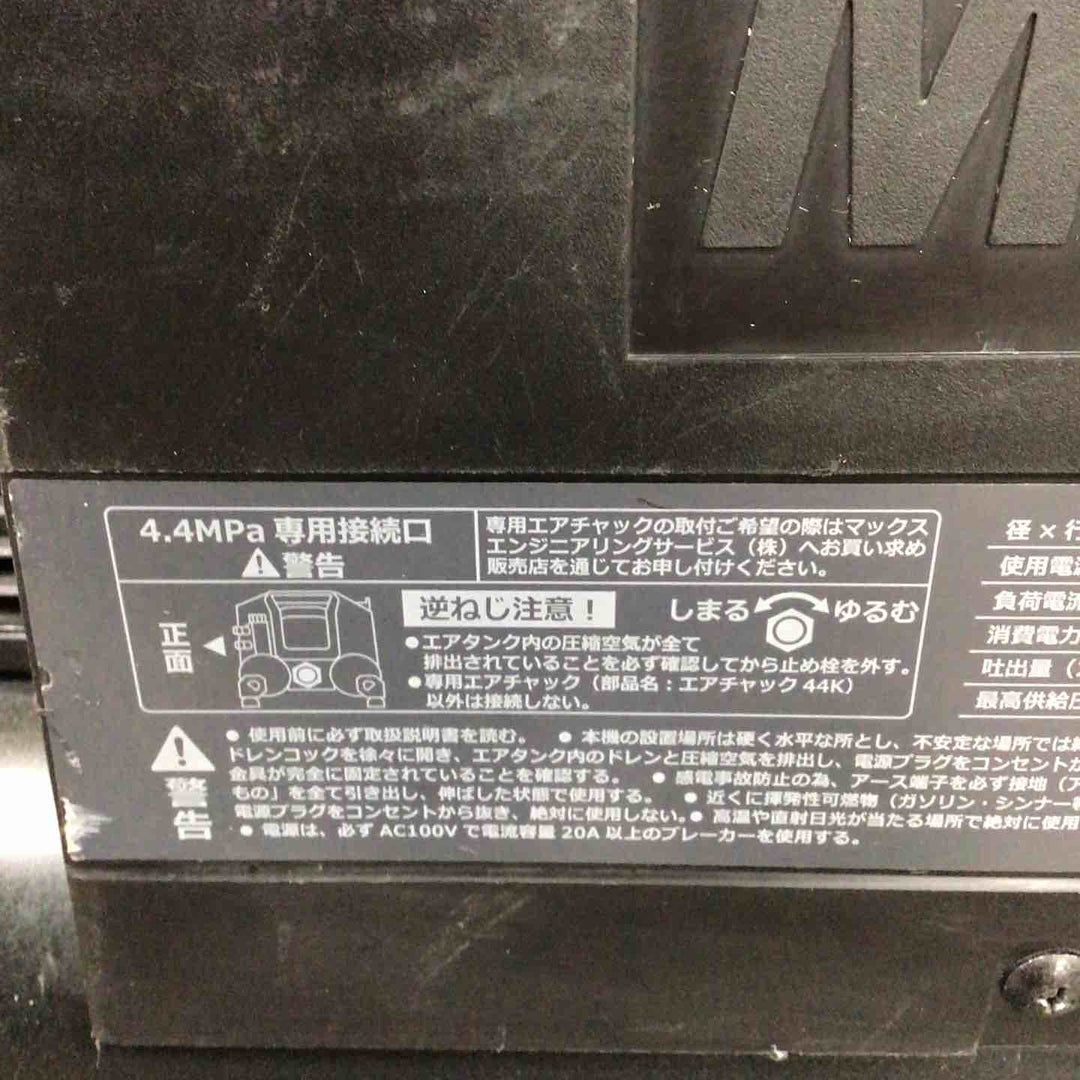 4.4MPa 専用接続口
警告
専用エアチャックの取付ご希望の際はマックス
エンジニアリングサービス（株）へお買い求め
販売店を通じてお申し付けください。
正面
逆ねじ注意！
しまる ゆるむ
●エアタンク内の圧縮空気が全て
排出されていることを必ず確認してから止め栓を外す。
●専用エアチャック（部品名：エアチャック 44K）
以外は接続しない。
径×行
使用電源
負荷電流
消費電力
吐出量（
最高供給圧
警告
●使用前に必ず取扱説明書を読む。 ●本機の設置場所は硬く水平な所とし、不安定な場所では
ドレンコックを徐々に開き、エアタンク内のドレンと圧縮空気を排出し、電源プラグをコンセントか
金具が完全に固定されていることを確認する。 ●感電事故防止の為、アース端子を必ず接地（ア
もの」を全て引き出し、伸ばした状態で使用する。 ●近くに揮発性可燃物（ガソリン・シンナー
電源プラグをコンセントから抜き、絶対に使用しない。●高温や直射日光が当たる場所で絶対に使用
●電源は、必ず AC100V で電流容量 20A 以上のブレーカーを使用する。